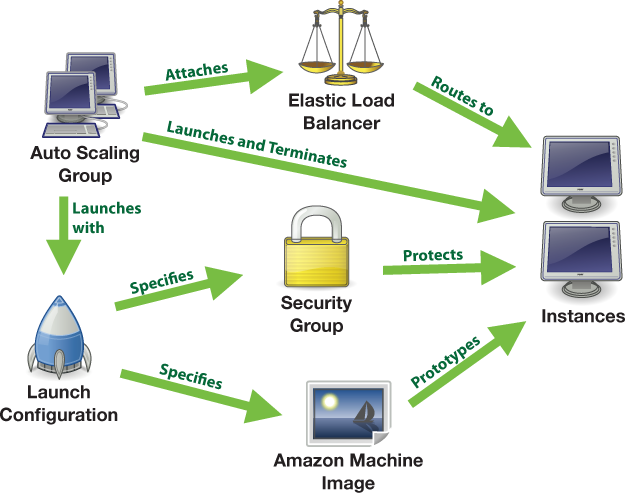 Attaches
Elastic Load
Balancer
Routes to
Auto Scaling
Group
Launches and Terminates
Launches
with
Specifies
Security
Group
Protects
Instances
Launch
Configuration
Specifies
Amazon Machine
Image
Prototypes